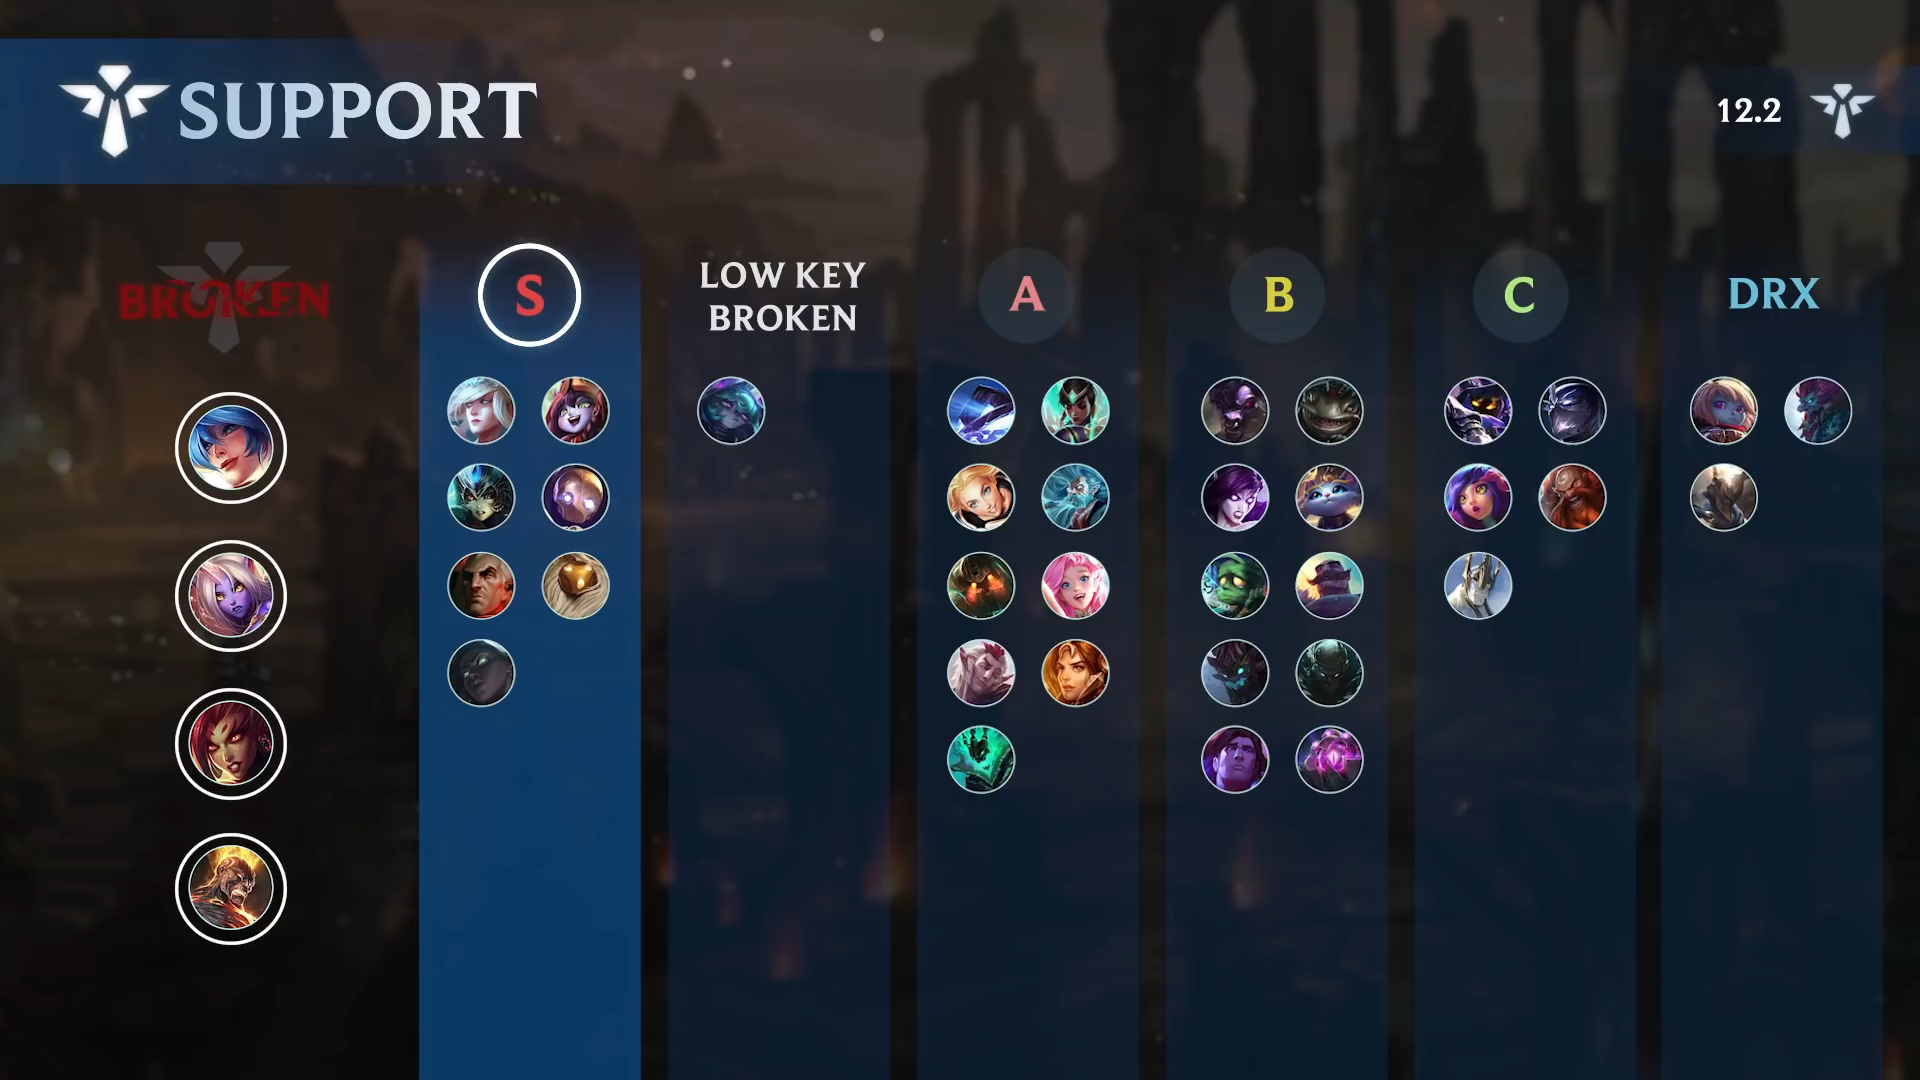 SUPPORT
12.2
BROKEN
S
LOW KEY
BROKEN
A
B
C
DRX